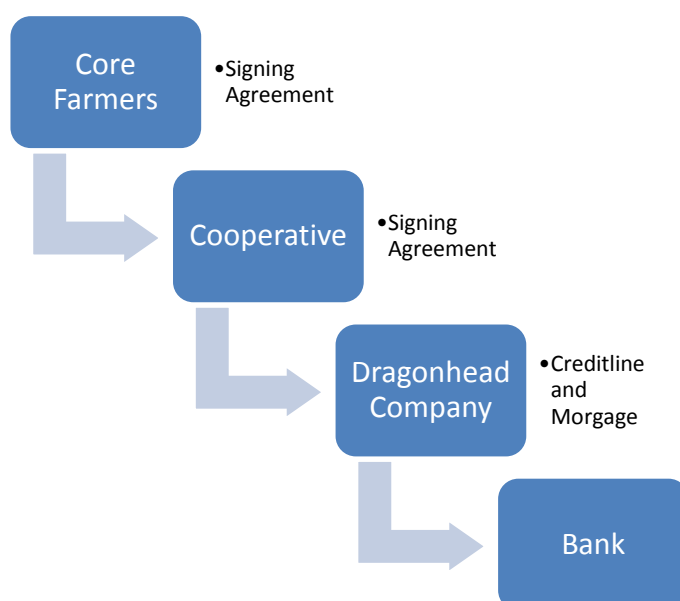 Core
Farmers
•Signing
Agreement
Cooperative
•Signing
Agreement
Dragonhead
Company
•Creditline
and
Morgage
Bank